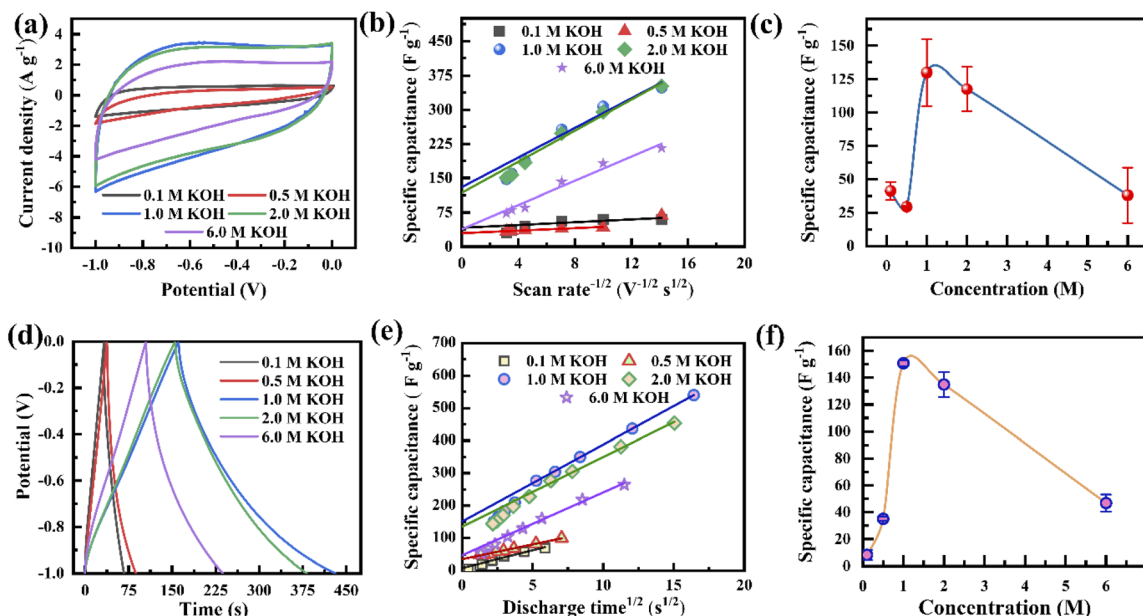 (a)
Current density (A g⁻¹)
4
2
0
-2
-4
-6
-8
-10
0.1 M KOH 0.5 M KOH
1.0 M KOH 2.0 M KOH
6.0 M KOH
-1.0 -0.8 -0.6 -0.4 -0.2 0.0
Potential (V)
(b)
Specific capacitance (F g⁻¹)
450
375
300
225
150
75
0
0.1 M KOH 0.5 M KOH
1.0 M KOH 2.0 M KOH
6.0 M KOH
0 4 8 12 16 20
Scan rate⁻¹/² (V⁻¹/² s¹/²)
(c)
Specific capacitance (F g⁻¹)
150
125
100
75
50
25
0
0 1 2 3 4 5 6
Concentration (M)
(d)
Potential (V)
0.0
-0.2
-0.4
-0.6
-0.8
-1.0
0.1 M KOH
0.5 M KOH
1.0 M KOH
2.0 M KOH
6.0 M KOH
0 75 150 225 300 375 450
Time (s)
(e)
Specific capacitance ( F g⁻¹)
700
600
500
400
300
200
100
0
0.1 M KOH 0.5 M KOH
1.0 M KOH 2.0 M KOH
6.0 M KOH
0 4 8 12 16 20
Discharge time¹/² (s¹/²)
(f)
Specific capacitance (F g⁻¹)
160
140
120
100
80
60
40
20
0
0 1 2 3 4 5 6
Concentration (M)